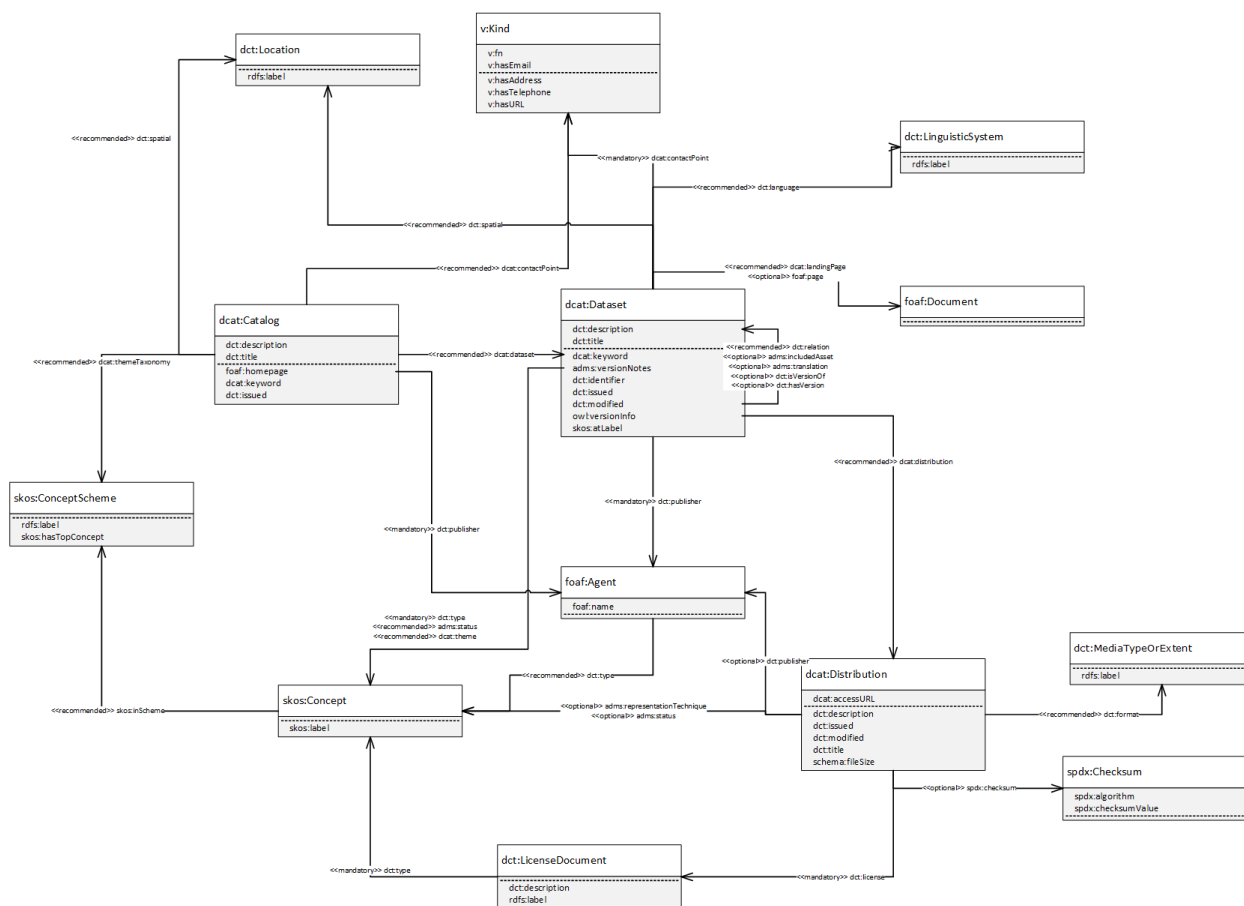 v:Kind
v:fn
v:hasEmail
v:hasAddress
v:hasTelephone
v:hasURL
dct:Location
rdfs:label
<<recommended>> dct:spatial
dct:LinguisticSystem
rdfs:label
<<mandatory>> dcat:contactPoint
<<recommended>> dct:language
<<recommended>> dct:spatial
<<recommended>> dcat:contactPoint
<<recommended>> dcat:landingPage
<<optional>> foaf:page
foaf:Document
dcat:Catalog
dct:description
dct:title
foaf:homepage
dcat:keyword
dct:issued
dcat:Dataset
dct:description
dct:title
dcat:keyword
adms:versionNotes
dct:identifier
dct:issued
dct:modified
owl:versionInfo
skos:atLabel
<<recommended>> dct:relation
<<optional>> adms:includedAsset
<<optional>> adms:translation
<<optional>> dct:isVersionOf
<<optional>> dct:hasVersion
<<recommended>> dcat:themeTaxonomy
<<recommended>> dcat:dataset
<<recommended>> dcat:distribution
skos:ConceptScheme
rdfs:label
skos:hasTopConcept
<<mandatory>> dct:publisher
<<mandatory>> dct:publisher
foaf:Agent
foaf:name
<<mandatory>> dct:type
<<recommended>> adms:status
<<recommended>> dcat:theme
<<optional>> dct:publisher
<<recommended>> dct:type
dct:MediaTypeOrExtent
rdfs:label
dcat:Distribution
dcat:accessURL
dct:description
dct:issued
dct:modified
dct:title
schema:fileSize
skos:Concept
skos:label
<<recommended>> skos:inScheme
<<optional>> adms:representationTechnique
<<optional>> adms:status
<<recommended>> dct:format
spdx:Checksum
spdx:algorithm
spdx:checksumValue
<<optional>> spdx:checksum
dct:LicenseDocument
dct:description
rdfs:label
<<mandatory>> dct:type
<<mandatory>> dct:license